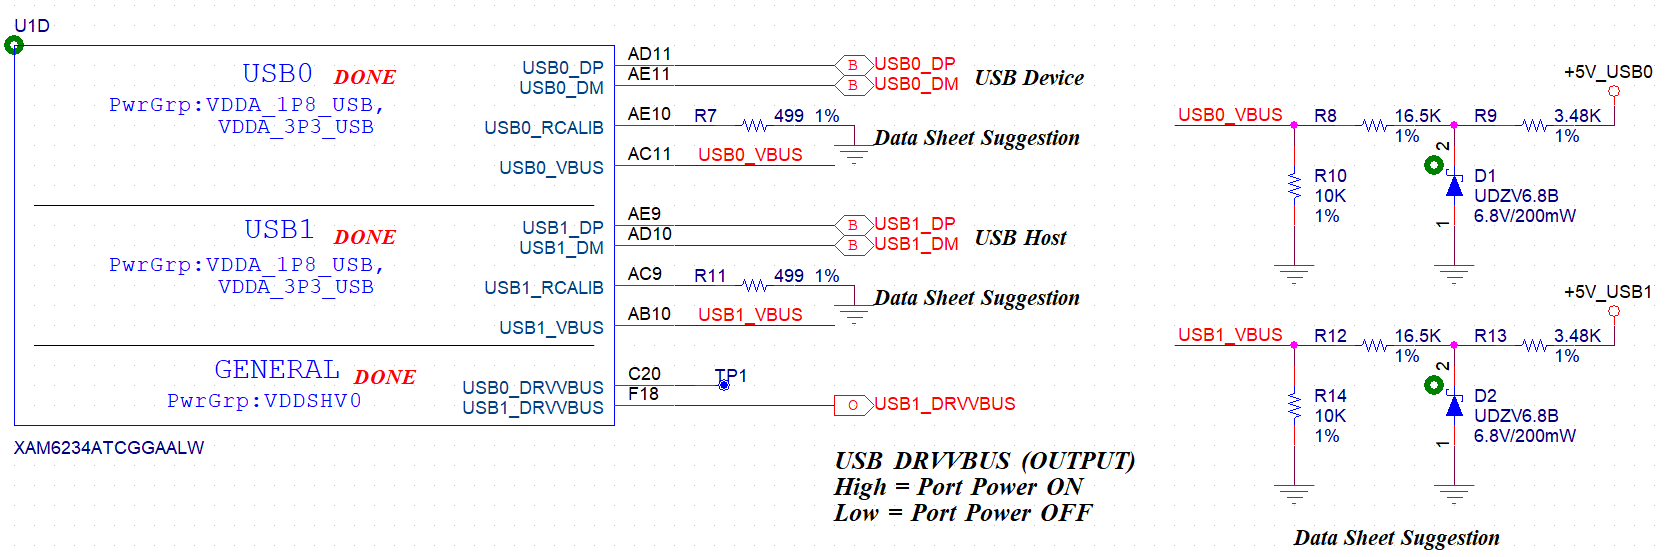 U1D
USB0 DONE
PwrGrp:VDDA_1P8_USB,
VDDA_3P3_USB
USB0_DP AD11 B USB0_DP
USB0_DM AE11 B USB0_DM
USB Device
USB0_RCALIB AE10 R7 499 1%
Data Sheet Suggestion
USB0_VBUS AC11 USB0_VBUS
USB1 DONE
PwrGrp:VDDA_1P8_USB,
VDDA_3P3_USB
USB1_DP AE9 B USB1_DP
USB1_DM AD10 B USB1_DM
USB Host
USB1_RCALIB AC9 R11 499 1%
Data Sheet Suggestion
USB1_VBUS AB10 USB1_VBUS
GENERAL DONE
PwrGrp:VDDSHV0
USB0_DRVVBUS C20 TP1
USB1_DRVVBUS F18 O USB1_DRVVBUS
XAM6234ATCGGAALW
USB DRVVBUS (OUTPUT)
High = Port Power ON
Low = Port Power OFF
+5V_USB0
USB0_VBUS R8 16.5K R9 3.48K
1% 1%
2
R10 D1
10K UDZV6.8B
1% 6.8V/200mW
1
+5V_USB1
USB1_VBUS R12 16.5K R13 3.48K
1% 1%
2
R14 D2
10K UDZV6.8B
1% 6.8V/200mW
1
Data Sheet Suggestion